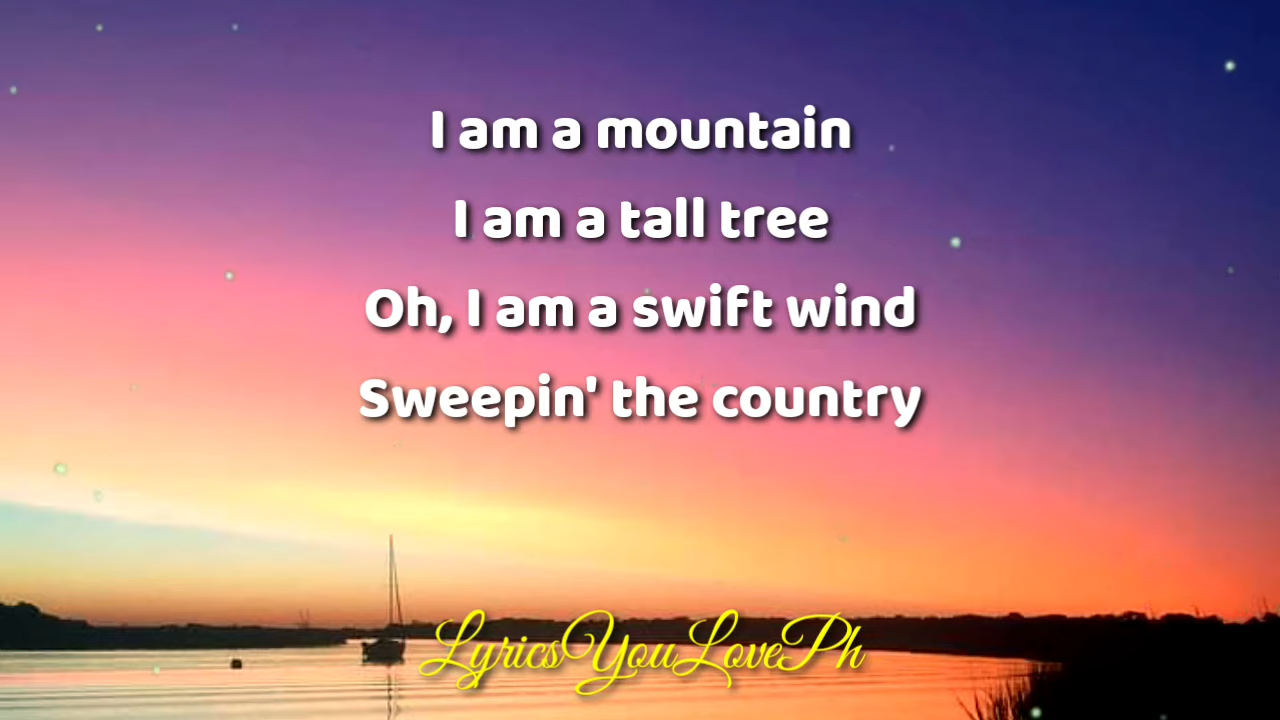 I am a mountain
I am a tall tree
Oh, I am a swift wind
Sweepin' the country
LyricsYouLovePh